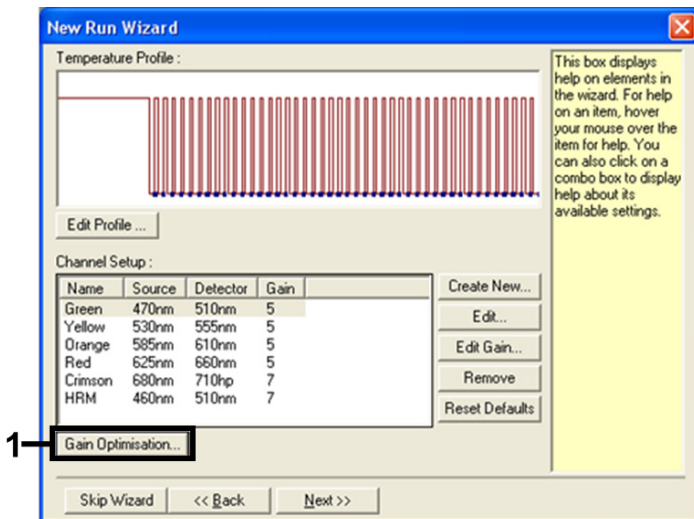 New Run Wizard
Temperature Profile :
This box displays
help on elements in
the wizard. For help
on an item, hover
your mouse over the
item for help. You
can also click on a
combo box to display
help about its
available settings.
Edit Profile ...
Channel Setup :
Name Source Detector Gain
Green 470nm 510nm 5
Yellow 530nm 555nm 5
Orange 585nm 610nm 5
Red 625nm 660nm 5
Crimson 680nm 710hp 7
HRM 460nm 510nm 7
Create New...
Edit...
Edit Gain...
Remove
Reset Defaults
1
Gain Optimisation...
Skip Wizard << Back Next >>